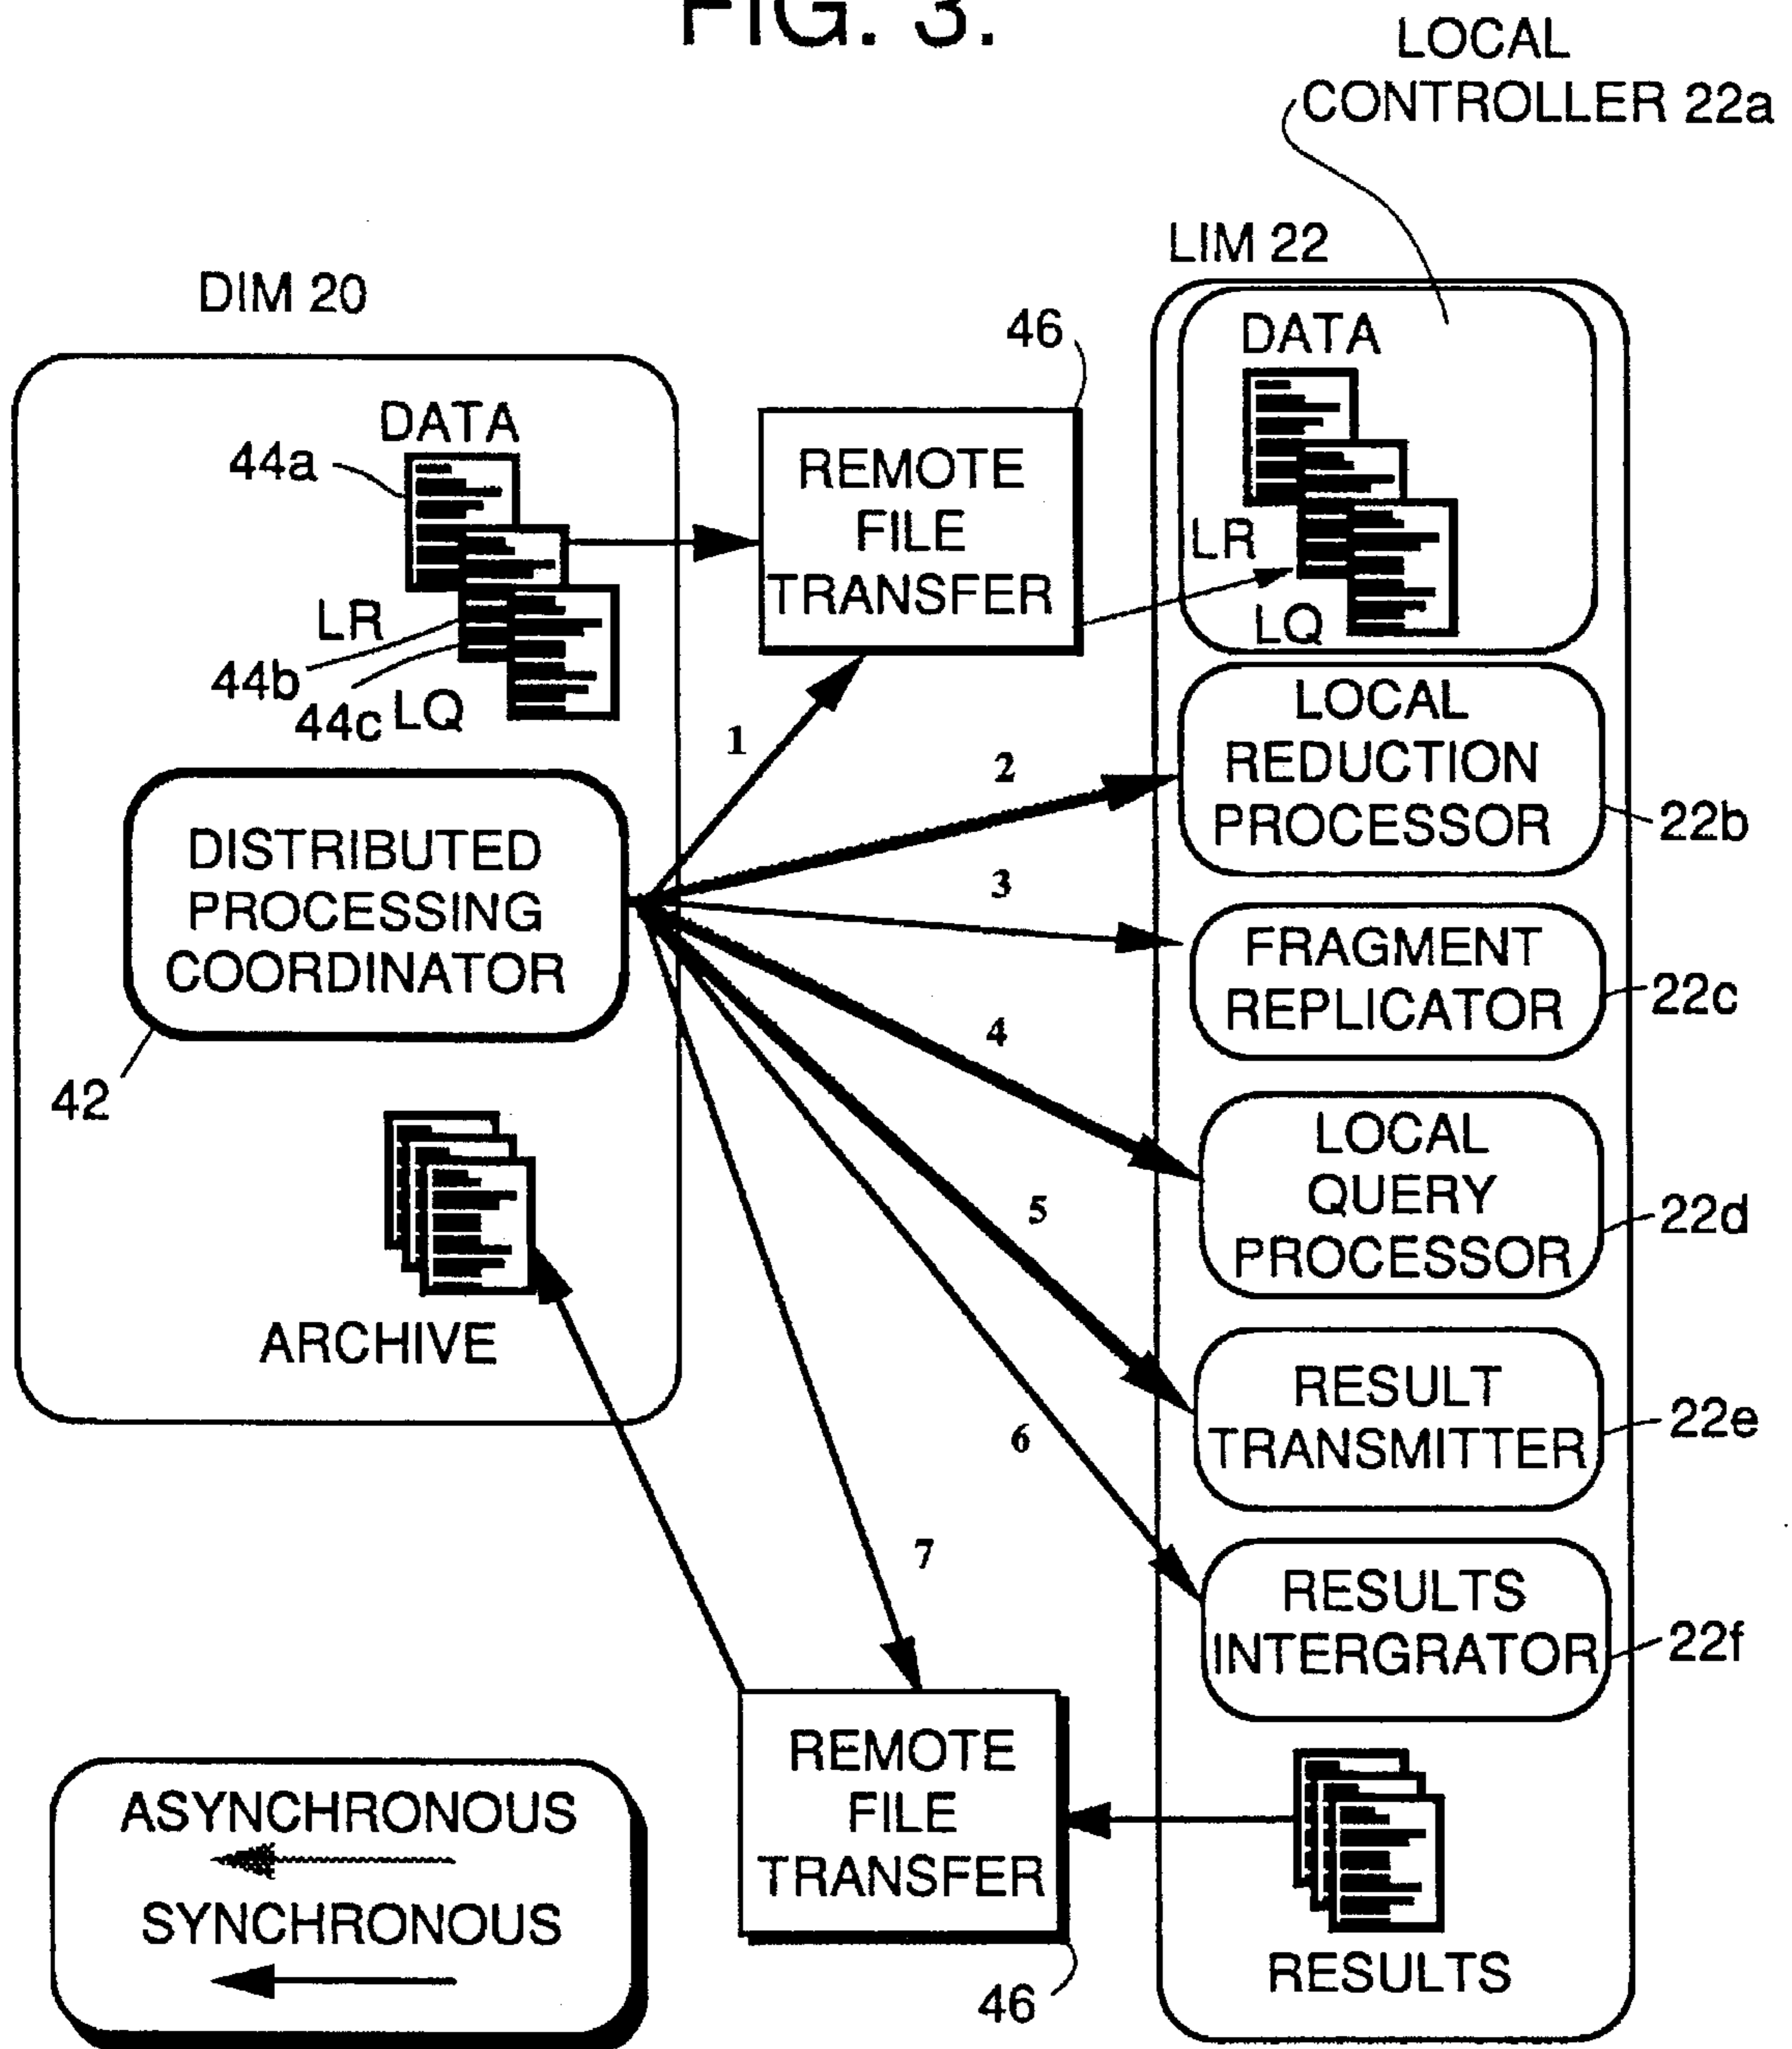 FIG. 3.
LOCAL
CONTROLLER 22a
DIM 20
LIM 22
DATA
44a
LR
44b
44c
LQ
46
REMOTE
FILE
TRANSFER
DATA
LR
LQ
DISTRIBUTED
PROCESSING
COORDINATOR
42
1
2
3
4
5
6
7
LOCAL
REDUCTION
PROCESSOR
22b
FRAGMENT
REPLICATOR
22c
LOCAL
QUERY
PROCESSOR
22d
RESULT
TRANSMITTER
22e
RESULTS
INTERGRATOR
22f
ARCHIVE
REMOTE
FILE
TRANSFER
46
RESULTS
ASYNCHRONOUS
SYNCHRONOUS